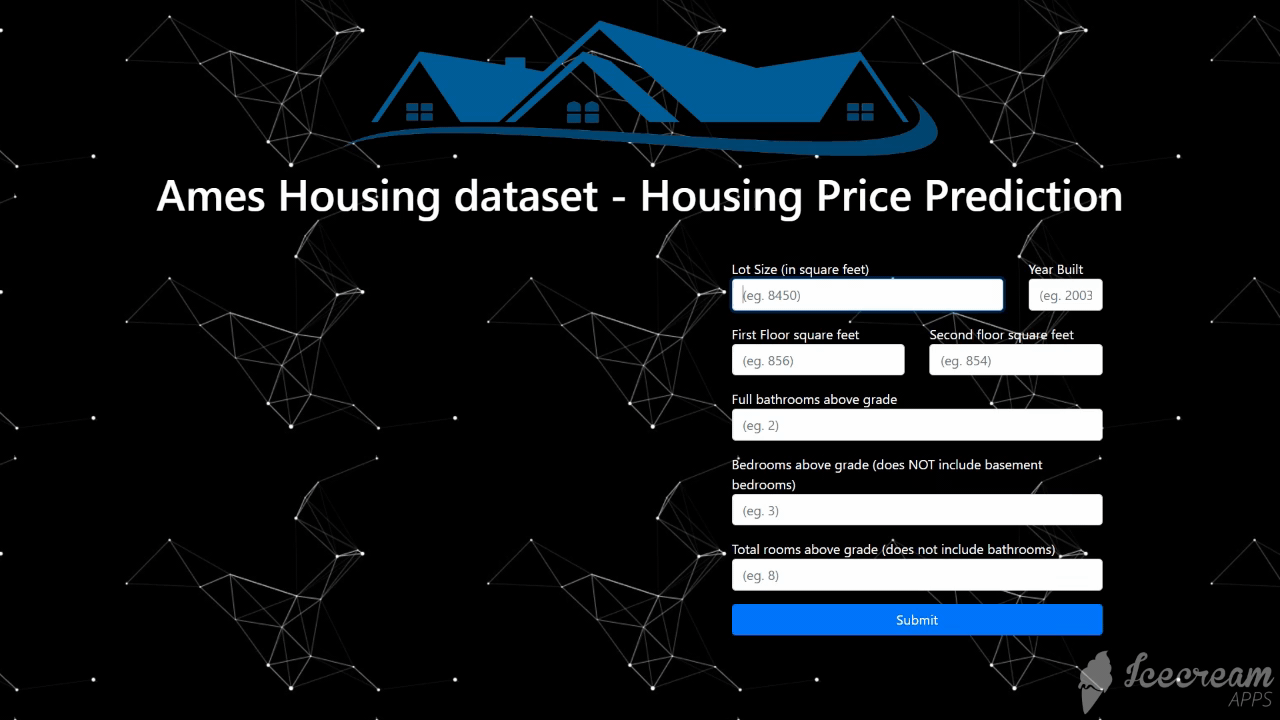 Ames Housing dataset - Housing Price Prediction
Lot Size (in square feet)
Year Built
(eg. 8450)
(eg. 2003
First Floor square feet
Second floor square feet
(eg. 856)
(eg. 854)
Full bathrooms above grade
(eg. 2)
Bedrooms above grade (does NOT include basement
bedrooms)
(eg. 3)
Total rooms above grade (does not include bathrooms)
(eg. 8)
Submit
Icecream
APPS